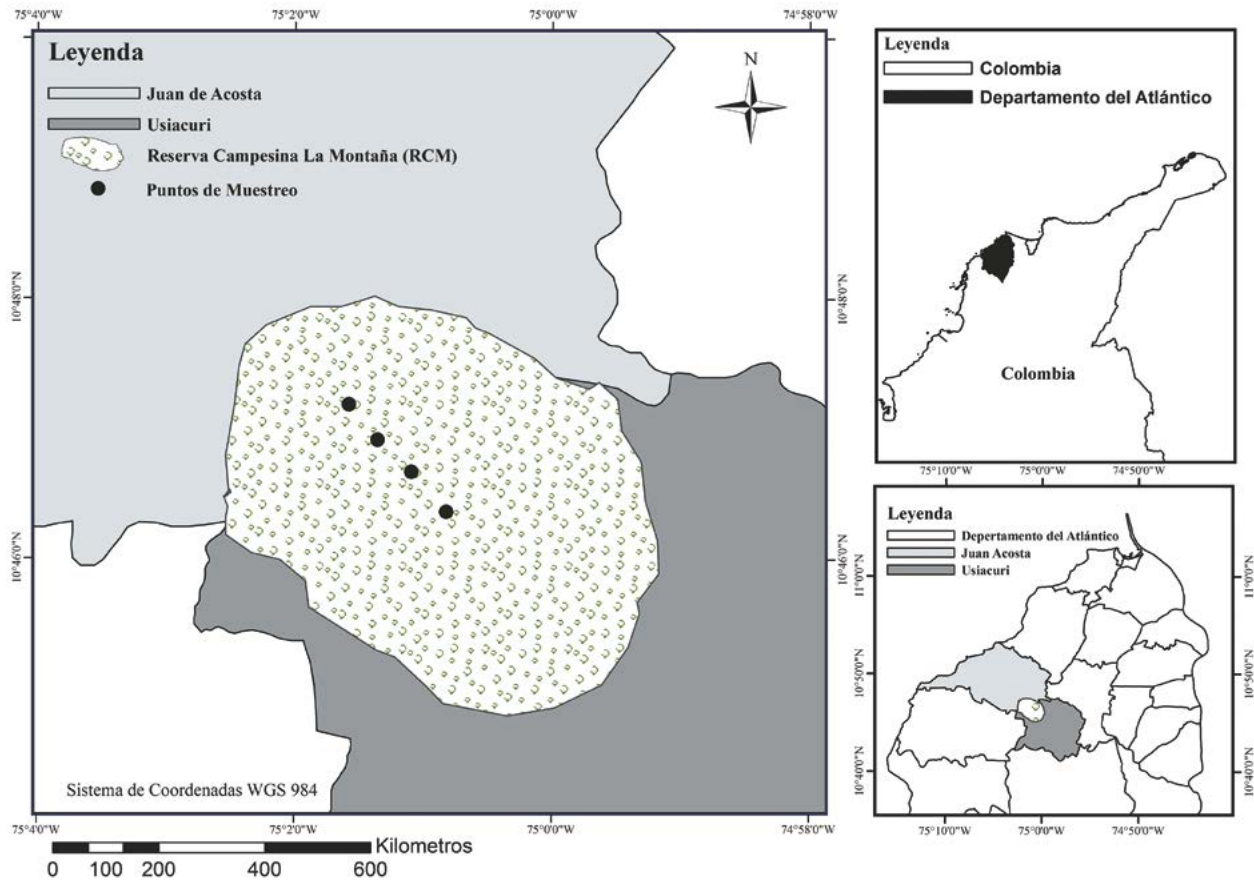 75°40'0"W 75°20'0"W 75°0'0"W 74°58'0"W
Leyenda
Juan de Acosta
Usiacuri
Reserva Campesina La Montaña (RCM)
Puntos de Muestreo
N
10°48'0"N
10°48'0"N
10°46'0"N
10°46'0"N
Sistema de Coordenadas WGS 984
75°40'0"W 75°20'0"W 75°0'0"W 74°58'0"W
Kilometros
0 100 200 400 600
Leyenda
Colombia
Departamento del Atlántico
Colombia
75°10'0"W 75°0'0"W 74°50'0"W
Leyenda
Departamento del Atlántico
Juan Acosta
Usiacuri
11°0'0"N
11°0'0"N
10°50'0"N
10°50'0"N
10°40'0"N
10°40'0"N
75°10'0"W 75°0'0"W 74°50'0"W